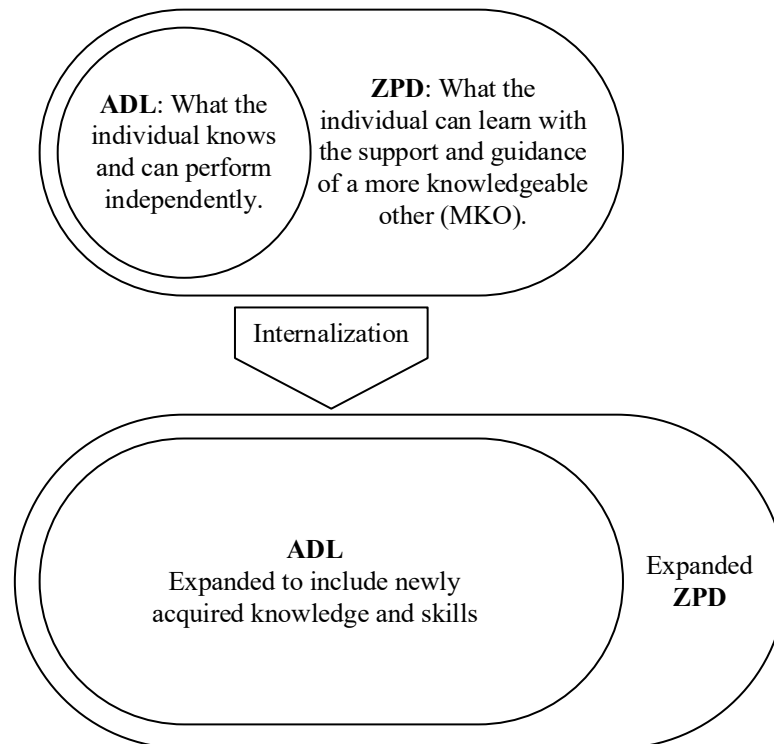 ADL: What the
individual knows
and can perform
independently.
ZPD: What the
individual can learn with
the support and guidance
of a more knowledgeable
other (MKO).
Internalization
ADL
Expanded to include newly
acquired knowledge and skills
Expanded
ZPD